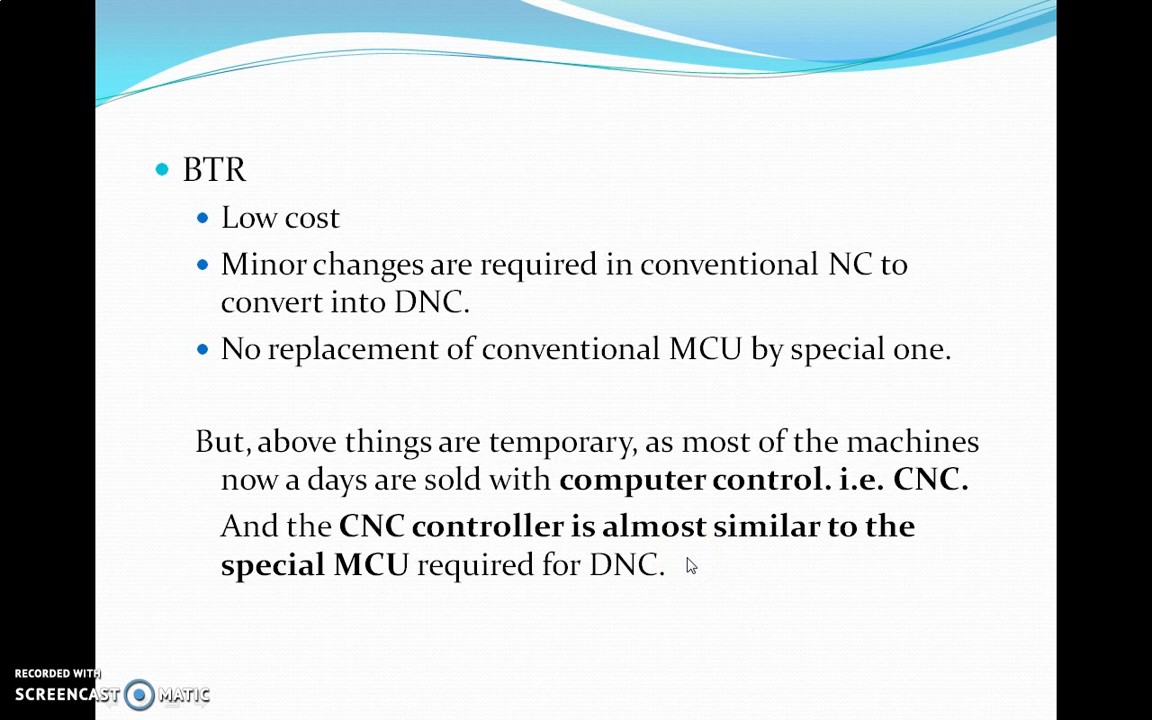 BTR
Low cost
Minor changes are required in conventional NC to
convert into DNC.
No replacement of conventional MCU by special one.
But, above things are temporary, as most of the machines
now a days are sold with computer control. i.e. CNC.
And the CNC controller is almost similar to the
special MCU required for DNC.
RECORDED WITH
SCREENCAST MATIC